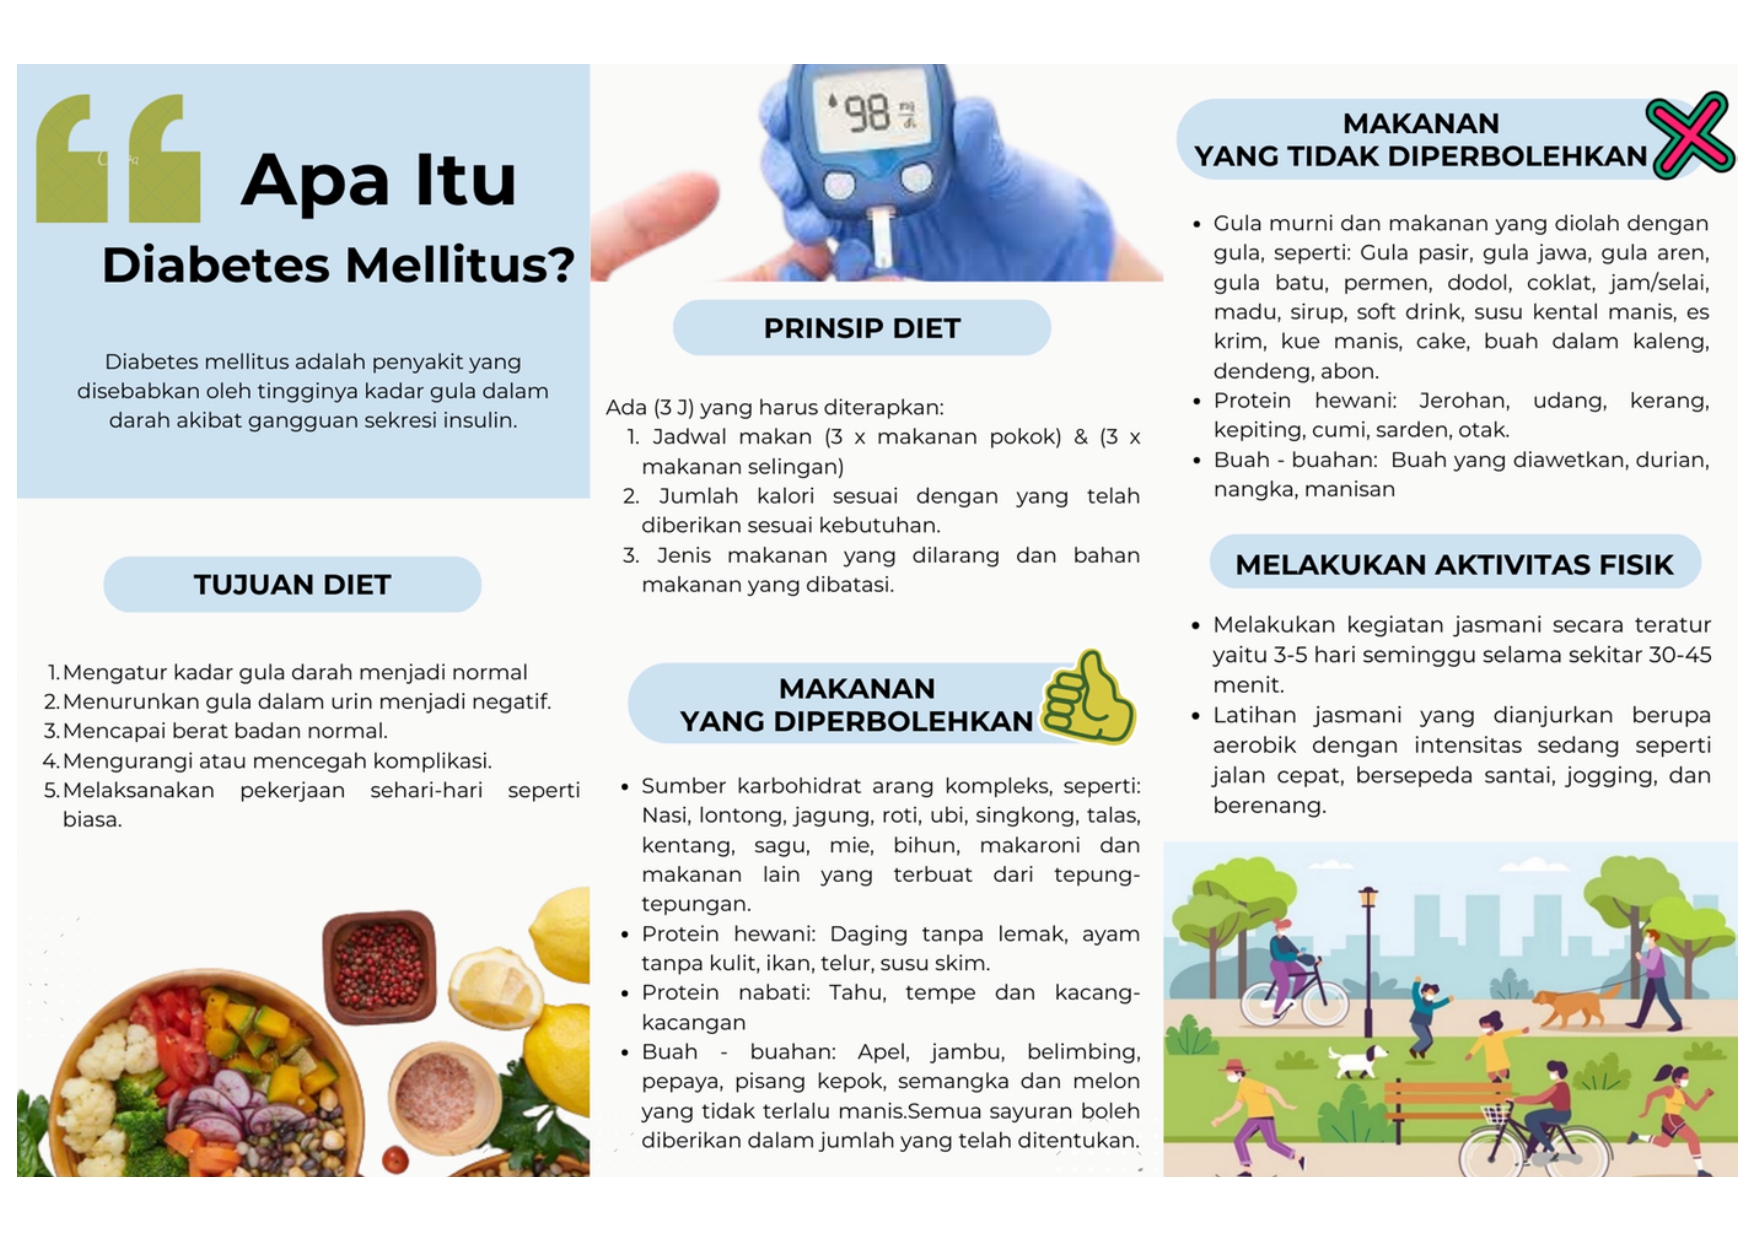 Apa Itu
Diabetes Mellitus?
Diabetes mellitus adalah penyakit yang
disebabkan oleh tingginya kadar gula dalam
darah akibat gangguan sekresi insulin.
TUJUAN DIET
1. Mengatur kadar gula darah menjadi normal
2. Menurunkan gula dalam urin menjadi negatif.
3. Mencapai berat badan normal.
4. Mengurangi atau mencegah komplikasi.
5. Melaksanakan pekerjaan sehari-hari seperti
biasa.
98 mg/dL
PRINSIP DIET
Ada (3 J) yang harus diterapkan:
1. Jadwal makan (3 x makanan pokok) & (3 x
makanan selingan)
2. Jumlah kalori sesuai dengan yang telah
diberikan sesuai kebutuhan.
3. Jenis makanan yang dilarang dan bahan
makanan yang dibatasi.
MAKANAN
YANG DIPERBOLEHKAN
• Sumber karbohidrat arang kompleks, seperti:
Nasi, lontong, jagung, roti, ubi, singkong, talas,
kentang, sagu, mie, bihun, makaroni dan
makanan lain yang terbuat dari tepung-
tepungan.
• Protein hewani: Daging tanpa lemak, ayam
tanpa kulit, ikan, telur, susu skim.
• Protein nabati: Tahu, tempe dan kacang-
kacangan
• Buah - buahan: Apel, jambu, belimbing,
pepaya, pisang kepok, semangka dan melon
yang tidak terlalu manis.Semua sayuran boleh
diberikan dalam jumlah yang telah ditentukan.
MAKANAN
YANG TIDAK DIPERBOLEHKAN
• Gula murni dan makanan yang diolah dengan
gula, seperti: Gula pasir, gula jawa, gula aren,
gula batu, permen, dodol, coklat, jam/selai,
madu, sirup, soft drink, susu kental manis, es
krim, kue manis, cake, buah dalam kaleng,
dendeng, abon.
• Protein hewani: Jerohan, udang, kerang,
kepiting, cumi, sarden, otak.
• Buah - buahan: Buah yang diawetkan, durian,
nangka, manisan
MELAKUKAN AKTIVITAS FISIK
• Melakukan kegiatan jasmani secara teratur
yaitu 3-5 hari seminggu selama sekitar 30-45
menit.
• Latihan jasmani yang dianjurkan berupa
aerobik dengan intensitas sedang seperti
jalan cepat, bersepeda santai, jogging, dan
berenang.